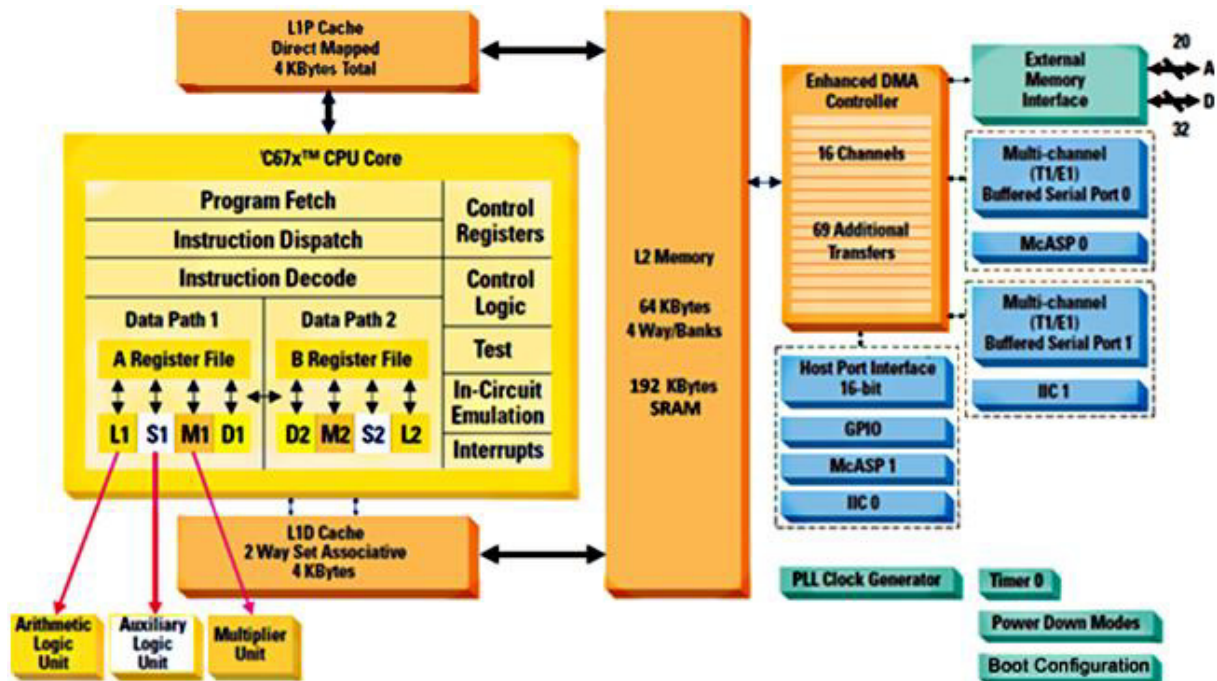 L1P Cache
Direct Mapped
4 KBytes Total
'C67x™ CPU Core
Program Fetch
Instruction Dispatch
Instruction Decode
Control
Registers
Control
Logic
Test
In-Circuit
Emulation
Interrupts
Data Path 1
Data Path 2
A Register File
B Register File
L1 S1 M1 D1
D2 M2 S2 L2
L1D Cache
2 Way Set Associative
4 KBytes
Arithmetic
Logic
Unit
Auxiliary
Logic
Unit
Multiplier
Unit
L2 Memory
64 KBytes
4 Way/Banks
192 KBytes
SRAM
Enhanced DMA
Controller
16 Channels
69 Additional
Transfers
External
Memory
Interface
20
A
D
32
Multi-channel
(T1/E1)
Buffered Serial Port 0
McASP 0
Multi-channel
(T1/E1)
Buffered Serial Port 1
IIC 1
Host Port Interface
16-bit
GPIO
McASP 1
IIC 0
PLL Clock Generator
Timer 0
Power Down Modes
Boot Configuration